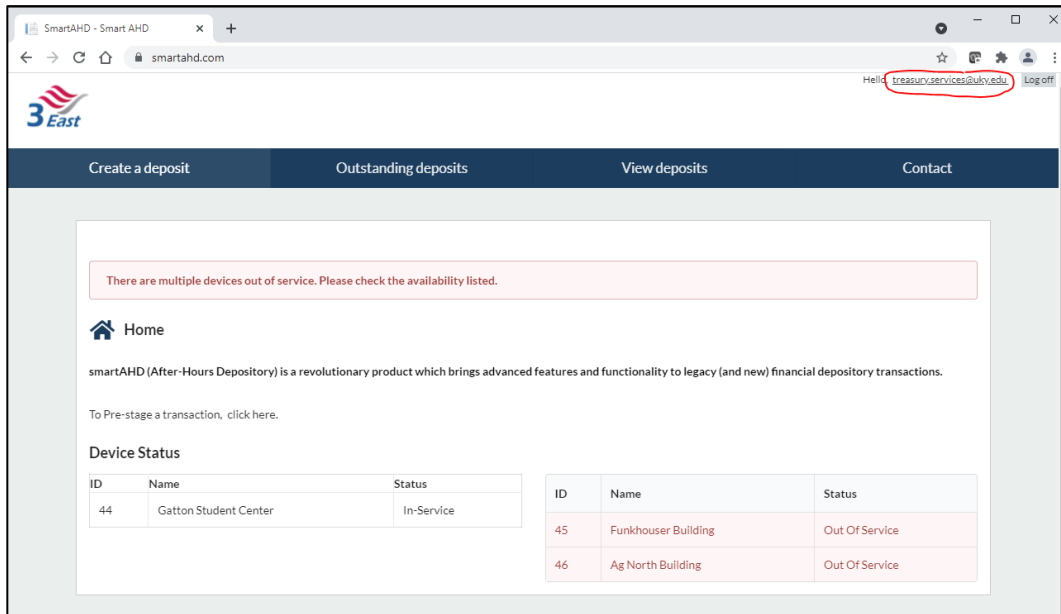 SmartAHD - Smart AHD
smartahd.com
Hello, treasury.services@uky.edu Log off
3 East
Create a deposit Outstanding deposits View deposits Contact
There are multiple devices out of service. Please check the availability listed.
Home
smartAHD (After-Hours Depository) is a revolutionary product which brings advanced features and functionality to legacy (and new) financial depository transactions.
To Pre-stage a transaction, click here.
Device Status
ID Name Status
44 Gatton Student Center In-Service
ID Name Status
45 Funkhouser Building Out Of Service
46 Ag North Building Out Of Service